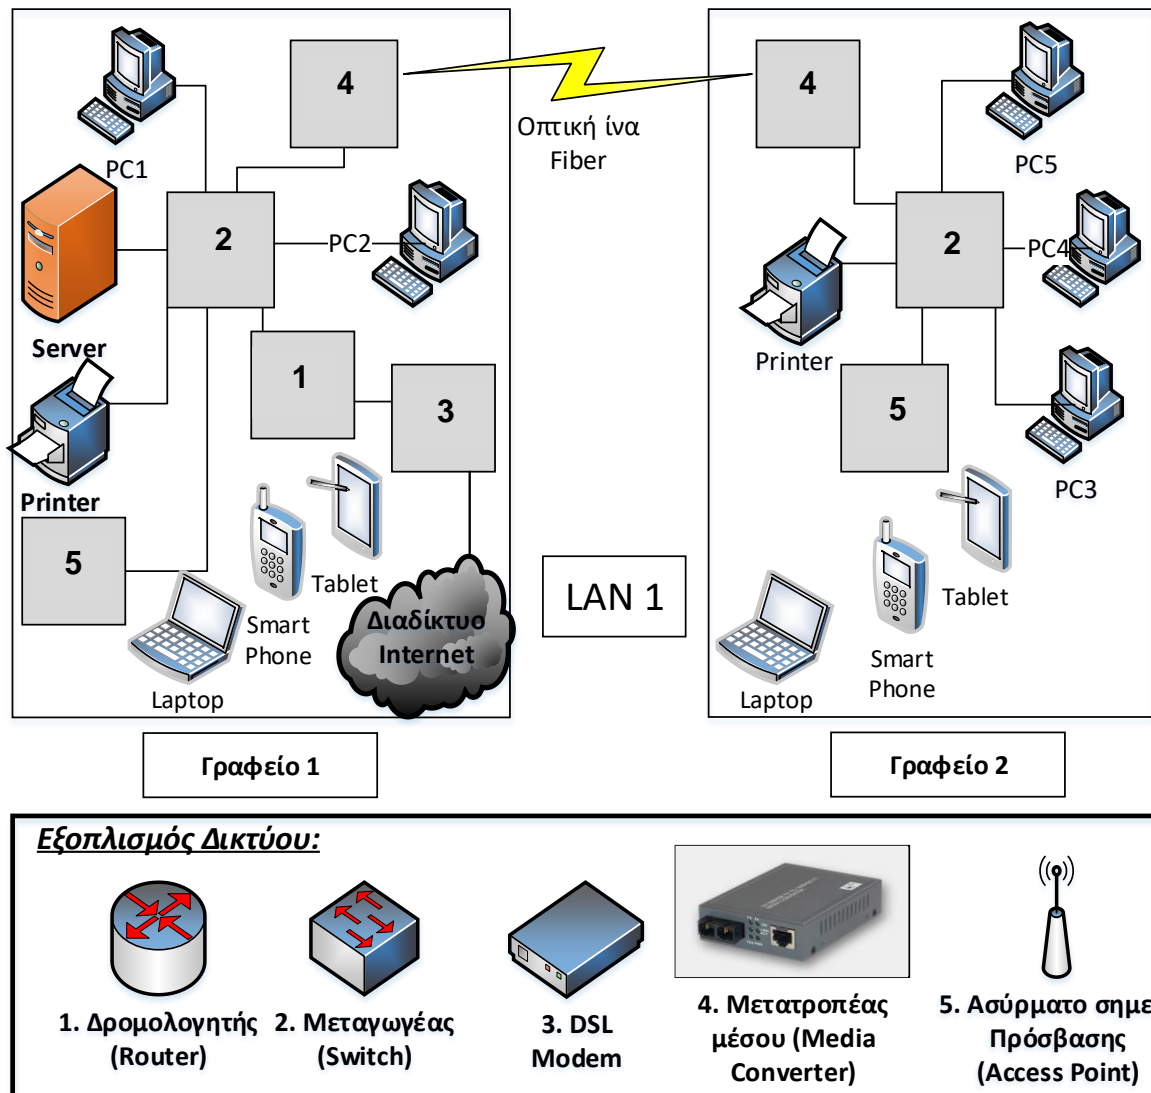 4
PC1
Οπτική ίνα
Fiber
4
PC5
2
PC2
2
PC4
Server
Printer
1
3
5
PC3
Printer
5
Tablet
Smart
Phone
Laptop
Διαδίκτυο
Internet
LAN 1
Tablet
Smart
Phone
Laptop
Γραφείο 1
Γραφείο 2
Εξοπλισμός Δικτύου:
1. Δρομολογητής
(Router)
2. Μεταγωγέας
(Switch)
3. DSL
Modem
4. Μετατροπέας
μέσου (Media
Converter)
5. Ασύρματο σημε
Πρόσβασης
(Access Point)